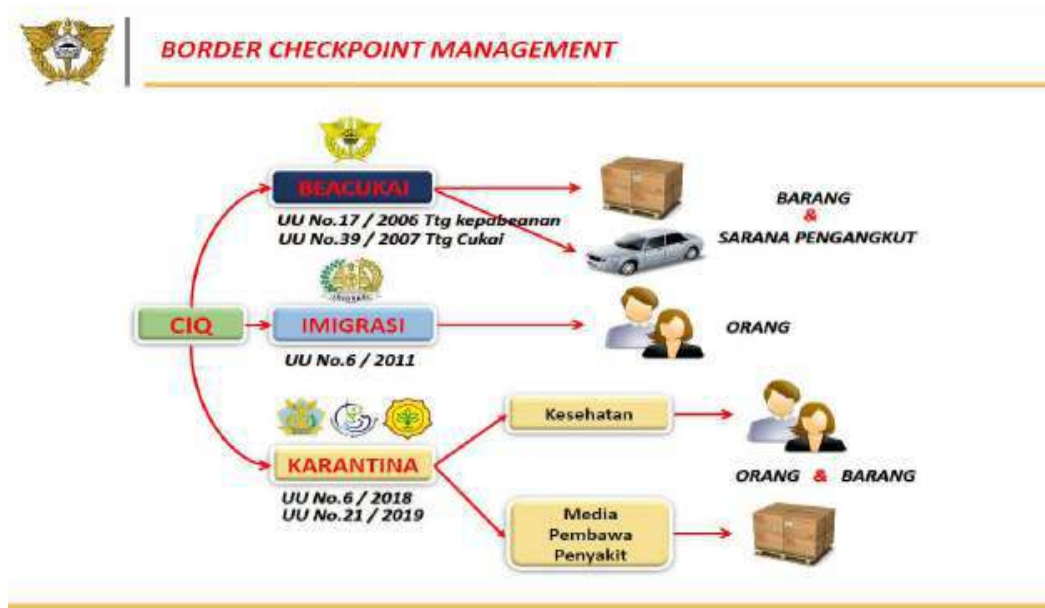 BORDER CHECKPOINT MANAGEMENT
BEACUKAI
UU No.17 / 2006 Ttg kepabeanan
UU No.39 / 2007 Ttg Cukai
BARANG
&
SARANA PENGANGKUT
CIQ
IMIGRASI
UU No.6 / 2011
ORANG
KARANTINA
UU No.6 / 2018
UU No.21 / 2019
Kesehatan
ORANG & BARANG
Media
Pembawa
Penyakit